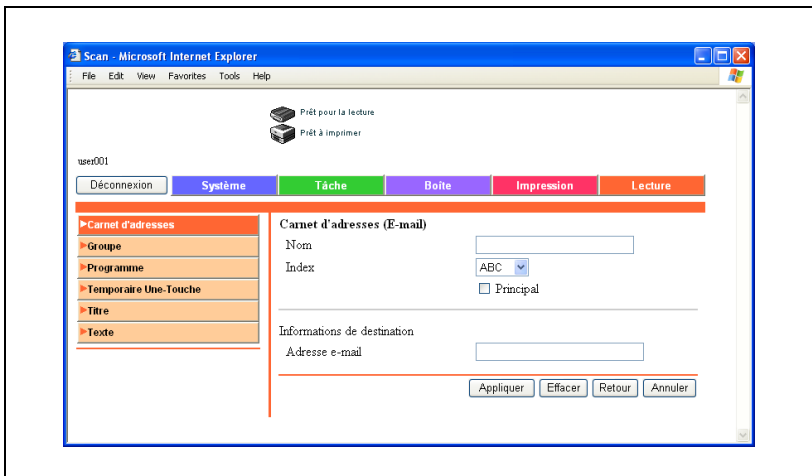 Scan - Microsoft Internet Explorer
File Edit View Favorites Tools Help
Prêt pour la lecture
Prêt à imprimer
user001
Déconnexion Système Tâche Boîte Impression Lecture
Carnet d'adresses
Groupe
Programme
Temporaire Une-Touche
Titre
Texte
Carnet d'adresses (E-mail)
Nom
Index ABC
Principal
Informations de destination
Adresse e-mail
Appliquer Effacer Retour Annuler